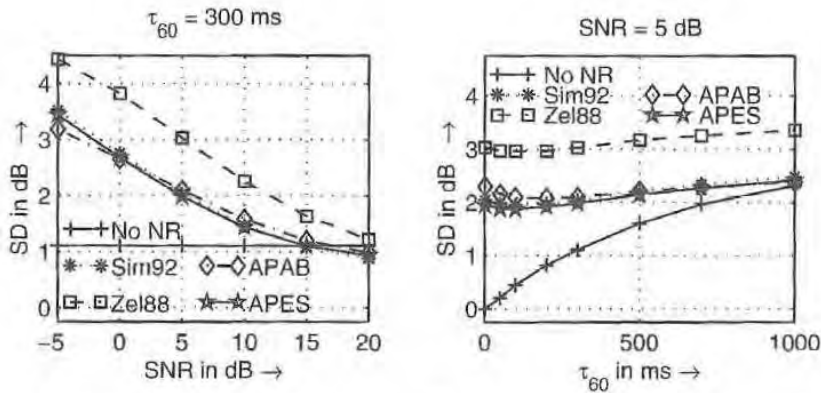 τ60 = 300 ms
SD in dB →
4
3
2
1
0
No NR
Sim92
APAB
Zel88
APES
−5
0
5
10
15
20
SNR in dB →
SNR = 5 dB
SD in dB →
4
3
2
1
0
No NR
Sim92
APAB
Zel88
APES
0
500
1000
τ60 in ms →